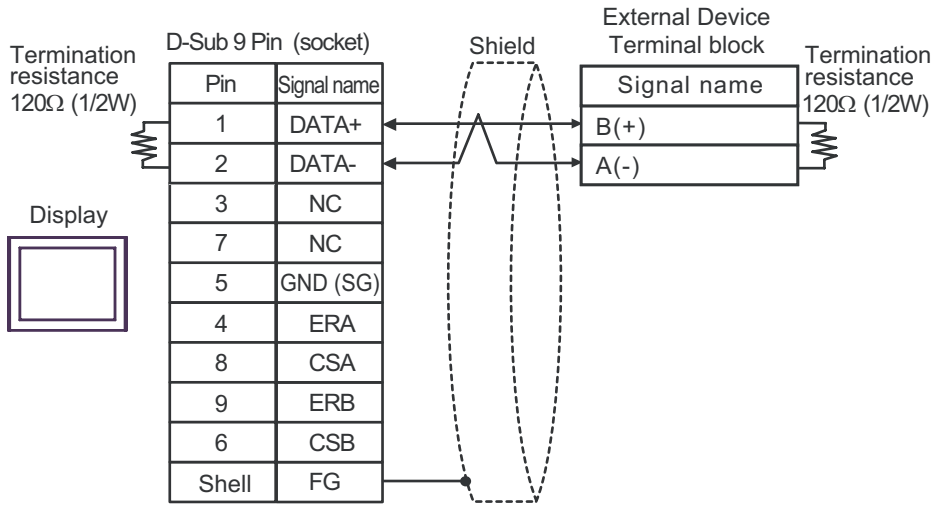 External Device
Terminal block
D-Sub 9 Pin (socket)
Shield
Termination
resistance
120Ω (1/2W)
Termination
resistance
120Ω (1/2W)
Pin Signal name
1 DATA+
2 DATA-
3 NC
7 NC
5 GND (SG)
4 ERA
8 CSA
9 ERB
6 CSB
Shell FG
Signal name
B(+)
A(-)
Display